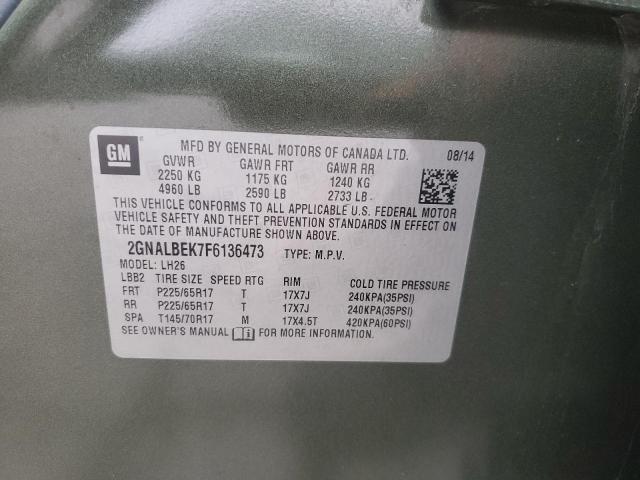 GM
MFD BY GENERAL MOTORS OF CANADA LTD. 08/14
GVWR GAWR FRT GAWR RR
2250 KG 1175 KG 1240 KG
4960 LB 2590 LB 2733 LB
THIS VEHICLE CONFORMS TO ALL APPLICABLE U.S. FEDERAL MOTOR
VEHICLE SAFETY AND THEFT PREVENTION STANDARDS IN EFFECT ON
THE DATE OF MANUFACTURE SHOWN ABOVE.
2GNALBEK7F6136473 TYPE: M.P.V.
MODEL: LH26
LBB2 TIRE SIZE SPEED RTG RIM COLD TIRE PRESSURE
FRT P225/65R17 T 17X7J 240KPA(35PSI)
RR P225/65R17 T 17X7J 240KPA(35PSI)
SPA T145/70R17 M 17X4.5T 420KPA(60PSI)
SEE OWNER'S MANUAL FOR MORE INFORMATION.